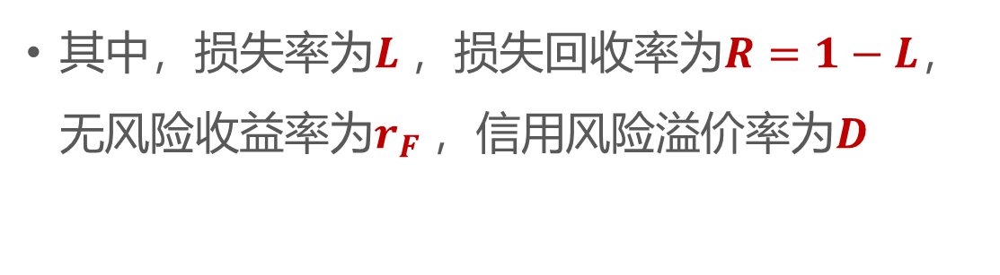 • 其中，损失率为L ，损失回收率为R = 1 − L，
无风险收益率为r_F ，信用风险溢价率为D